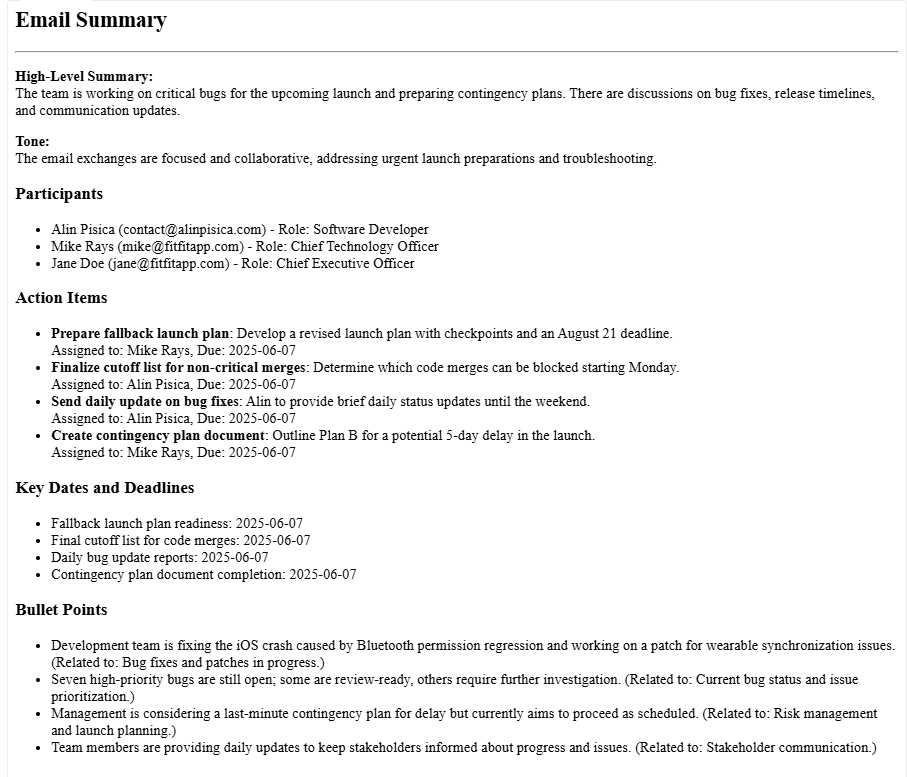 Email Summary
High-Level Summary:
The team is working on critical bugs for the upcoming launch and preparing contingency plans. There are discussions on bug fixes, release timelines,
and communication updates.
Tone:
The email exchanges are focused and collaborative, addressing urgent launch preparations and troubleshooting.
Participants
• Alin Pisica (contact@alinpisica.com) - Role: Software Developer
• Mike Rays (mike@fitfitapp.com) - Role: Chief Technology Officer
• Jane Doe (jane@fitfitapp.com) - Role: Chief Executive Officer
Action Items
• Prepare fallback launch plan: Develop a revised launch plan with checkpoints and an August 21 deadline.
Assigned to: Mike Rays, Due: 2025-06-07
• Finalize cutoff list for non-critical merges: Determine which code merges can be blocked starting Monday.
Assigned to: Alin Pisica, Due: 2025-06-07
• Send daily update on bug fixes: Alin to provide brief daily status updates until the weekend.
Assigned to: Alin Pisica, Due: 2025-06-07
• Create contingency plan document: Outline Plan B for a potential 5-day delay in the launch.
Assigned to: Mike Rays, Due: 2025-06-07
Key Dates and Deadlines
• Fallback launch plan readiness: 2025-06-07
• Final cutoff list for code merges: 2025-06-07
• Daily bug update reports: 2025-06-07
• Contingency plan document completion: 2025-06-07
Bullet Points
• Development team is fixing the iOS crash caused by Bluetooth permission regression and working on a patch for wearable synchronization issues.
(Related to: Bug fixes and patches in progress.)
• Seven high-priority bugs are still open; some are review-ready, others require further investigation. (Related to: Current bug status and issue
prioritization.)
• Management is considering a last-minute contingency plan for delay but currently aims to proceed as scheduled. (Related to: Risk management
and launch planning.)
• Team members are providing daily updates to keep stakeholders informed about progress and issues. (Related to: Stakeholder communication.)